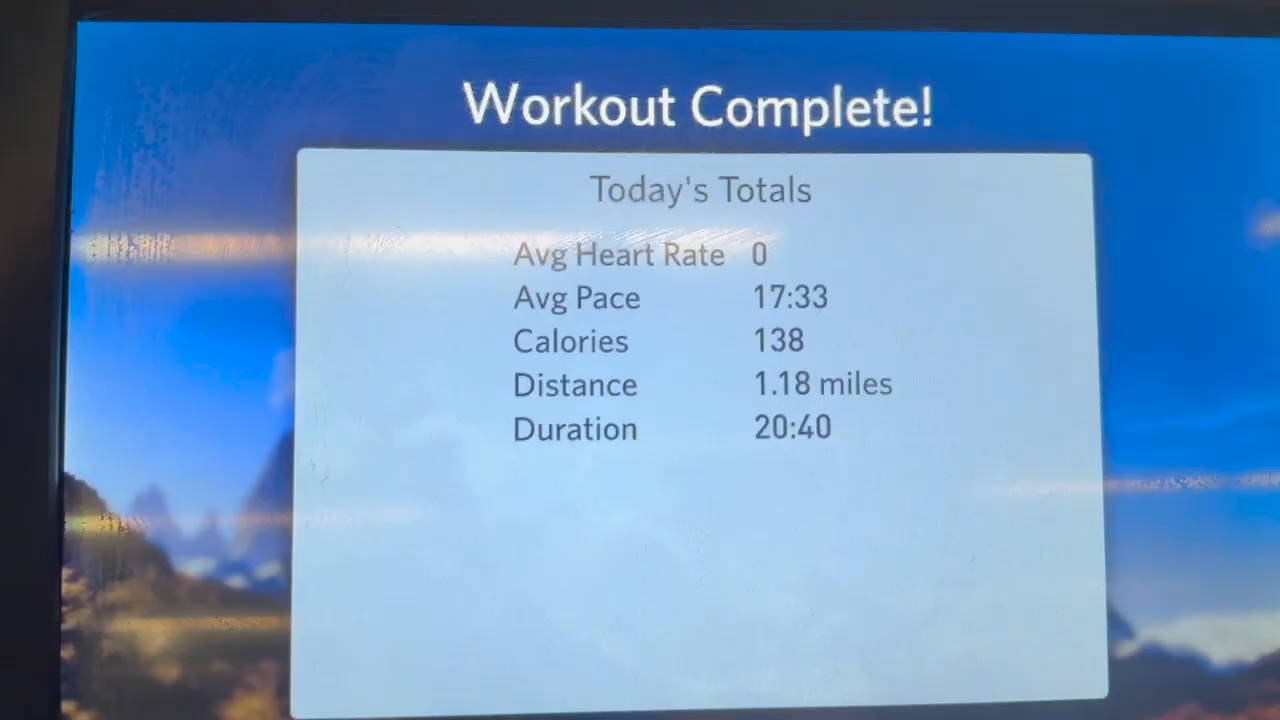 Workout Complete!
Today's Totals
Avg Heart Rate 0
Avg Pace 17:33
Calories 138
Distance 1.18 miles
Duration 20:40